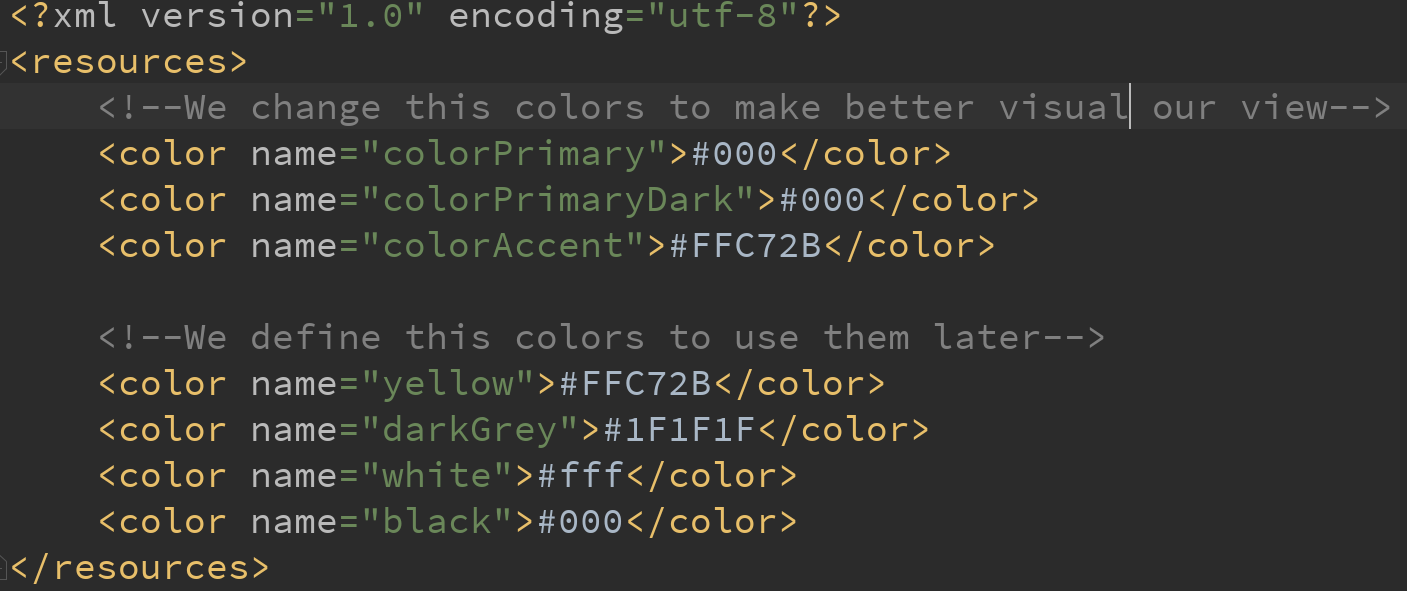 <?xml version="1.0" encoding="utf-8"?>
<resources>
    <!--We change this colors to make better visual our view-->
    <color name="colorPrimary">#000</color>
    <color name="colorPrimaryDark">#000</color>
    <color name="colorAccent">#FFC72B</color>

    <!--We define this colors to use them later-->
    <color name="yellow">#FFC72B</color>
    <color name="darkGrey">#1F1F1F</color>
    <color name="white">#fff</color>
    <color name="black">#000</color>
</resources>